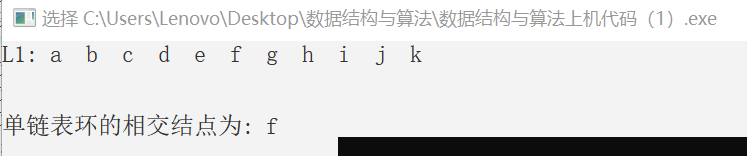 选择 C:\Users\Lenovo\Desktop\数据结构与算法\数据结构与算法上机代码（1）.exe
L1: a b c d e f g h i j k
单链表环的相交结点为: f